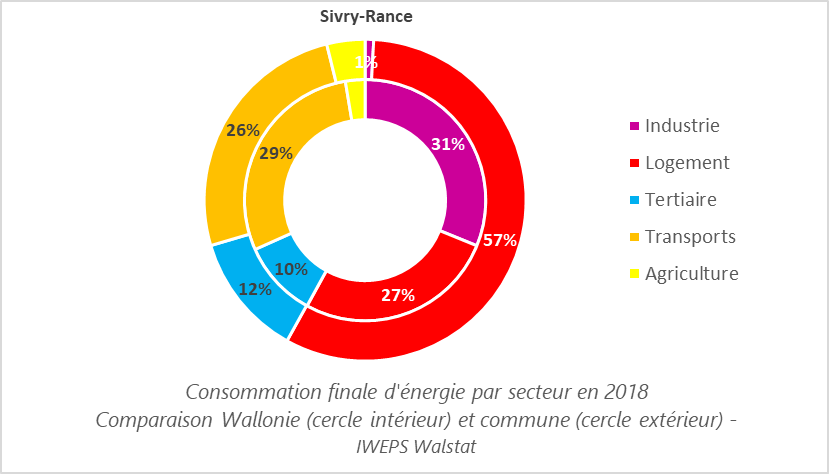 Sivry-Rance
1%
26%
31%
29%
57%
10%
12%
27%
Industrie
Logement
Tertiaire
Transports
Agriculture
Consommation finale d'énergie par secteur en 2018
Comparaison Wallonie (cercle intérieur) et commune (cercle extérieur) -
IWEPS Walstat